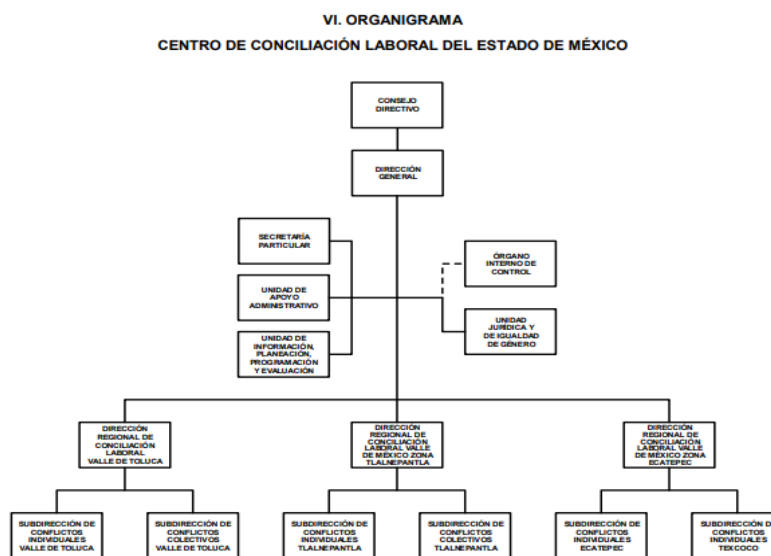 VI. ORGANIGRAMA
CENTRO DE CONCILIACIÓN LABORAL DEL ESTADO DE MÉXICO
CONSEJO
DIRECTIVO
DIRECCIÓN
GENERAL
SECRETARÍA
PARTICULAR
ÓRGANO
INTERNO DE
CONTROL
UNIDAD DE
APOYO
ADMINISTRATIVO
UNIDAD
JURÍDICA Y
DE IGUALDAD
DE GÉNERO
UNIDAD DE
INFORMACIÓN,
PLANEACIÓN,
PROGRAMACIÓN
Y EVALUACIÓN
DIRECCIÓN
REGIONAL DE
CONCILIACIÓN
LABORAL
VALLE DE TOLUCA
DIRECCIÓN
REGIONAL DE
CONCILIACIÓN
LABORAL VALLE
DE MÉXICO ZONA
TLALNEPANTLA
DIRECCIÓN
REGIONAL DE
CONCILIACIÓN
LABORAL VALLE
DE MÉXICO ZONA
ECATEPEC
SUBDIRECCIÓN DE
CONFLICTOS
INDIVIDUALES
VALLE DE TOLUCA
SUBDIRECCIÓN DE
CONFLICTOS
COLECTIVOS
VALLE DE TOLUCA
SUBDIRECCIÓN DE
CONFLICTOS
INDIVIDUALES
TLALNEPANTLA
SUBDIRECCIÓN DE
CONFLICTOS
COLECTIVOS
TLALNEPANTLA
SUBDIRECCIÓN DE
CONFLICTOS
INDIVIDUALES
ECATEPEC
SUBDIRECCIÓN DE
CONFLICTOS
INDIVIDUALES
TEXCOCO